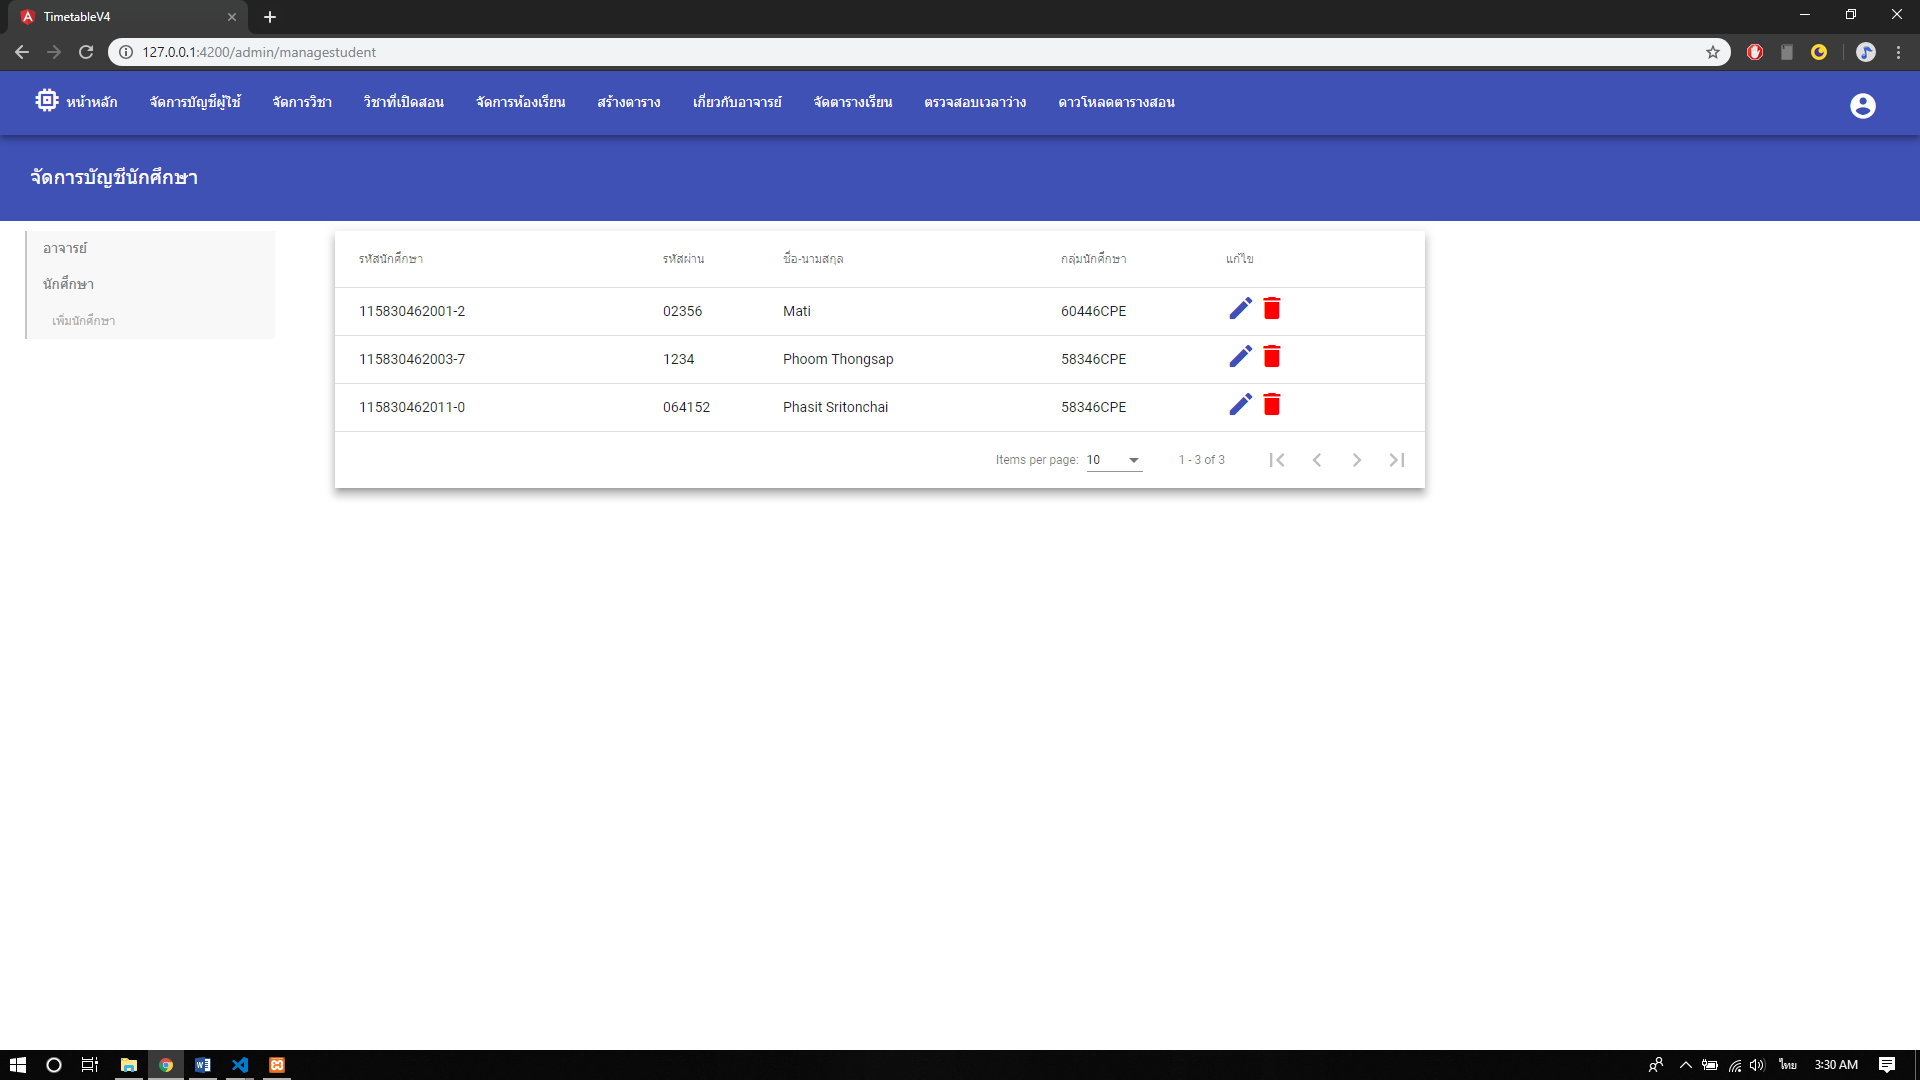 TimetableV4
127.0.0.1:4200/admin/managestudent
หน้าหลัก จัดการบัญชีผู้ใช้ จัดการวิชา วิชาที่เปิดสอน จัดการห้องเรียน สร้างตาราง เกี่ยวกับอาจารย์ จัดตารางเรียน ตรวจสอบเวลาว่าง ดาวโหลดตารางสอน
จัดการบัญชีนักศึกษา
อาจารย์
นักศึกษา
เพิ่มนักศึกษา
รหัสนักศึกษา รหัสผ่าน ชื่อ-นามสกุล กลุ่มนักศึกษา แก้ไข
115830462001-2 02356 Mati 60446CPE
115830462003-7 1234 Phoom Thongsap 58346CPE
115830462011-0 064152 Phasit Sritonchai 58346CPE
Items per page: 10 1 - 3 of 3
ไทย 3:30 AM